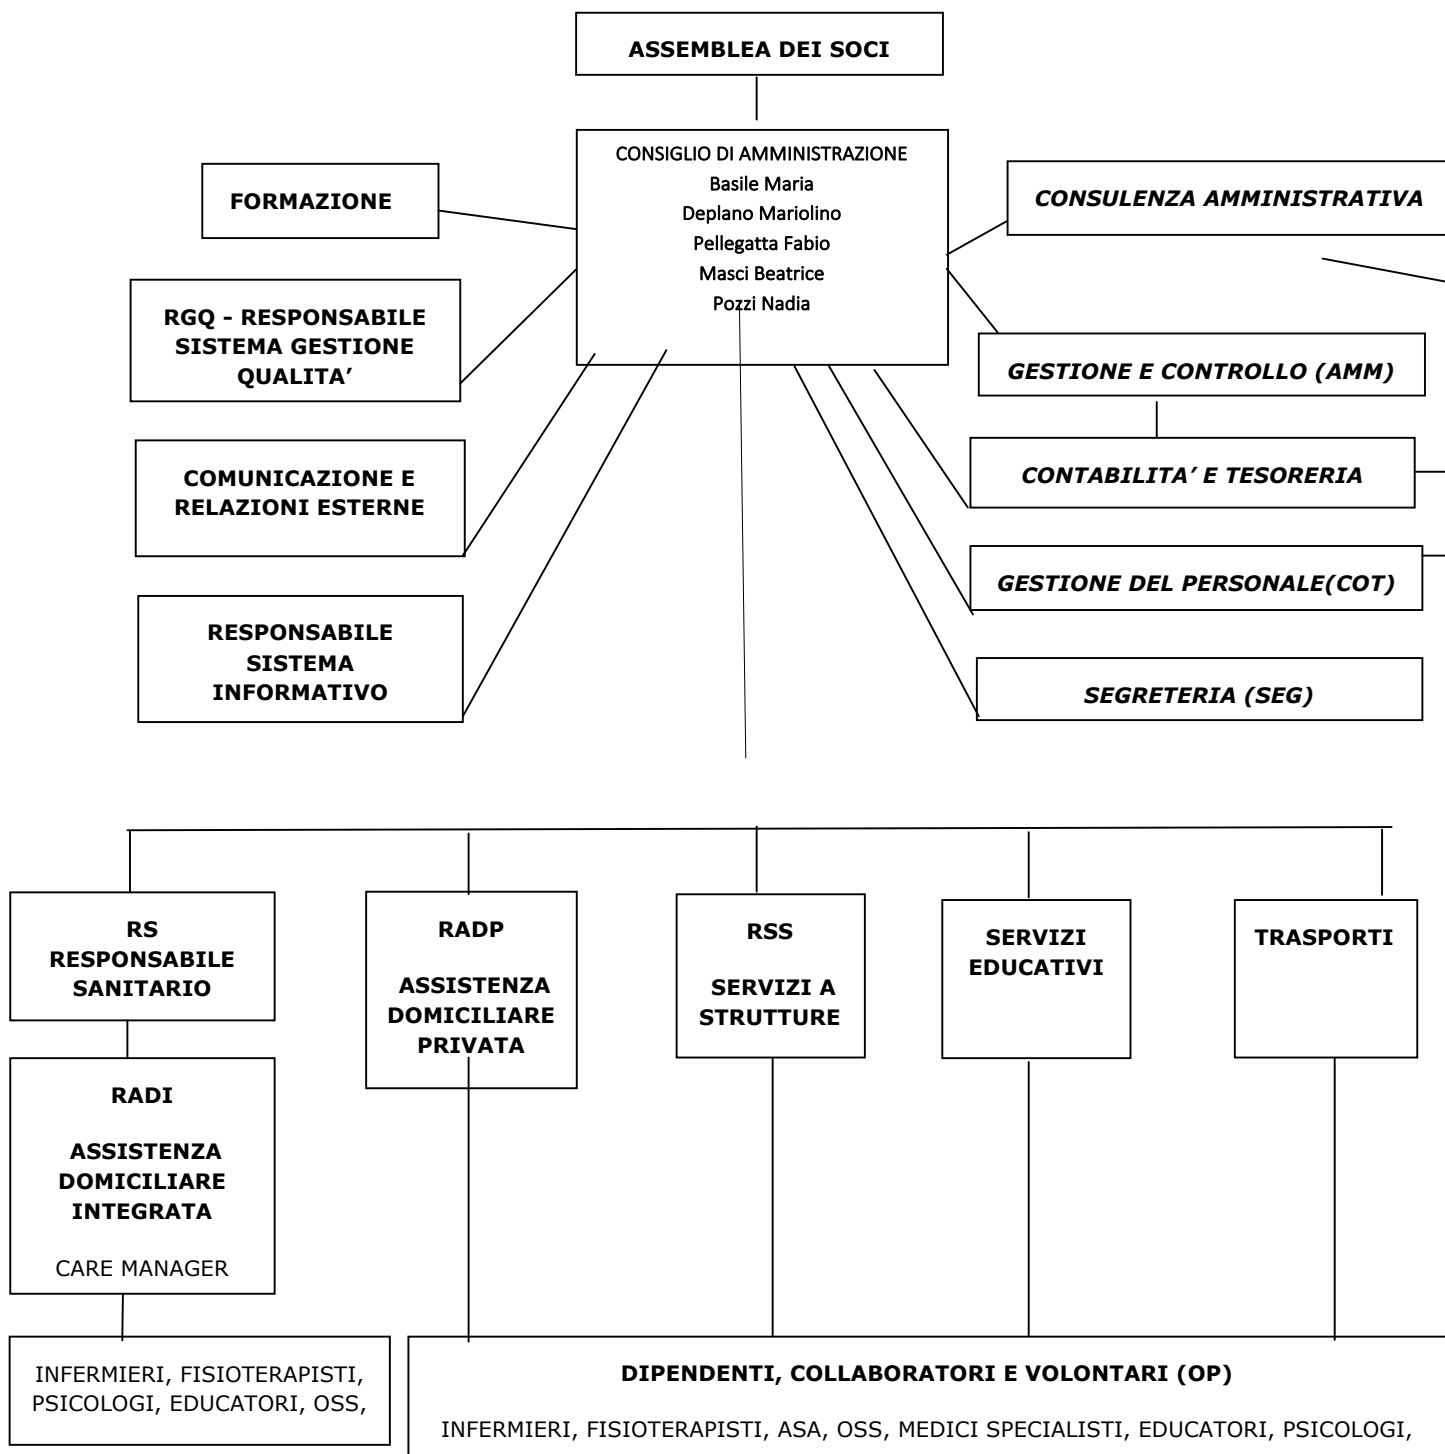 ASSEMBLEA DEI SOCI
CONSIGLIO DI AMMINISTRAZIONE
Basile Maria
Deplano Mariolino
Pellegatta Fabio
Masci Beatrice
Pozzi Nadia
FORMAZIONE
RGQ - RESPONSABILE
SISTEMA GESTIONE
QUALITA’
COMUNICAZIONE E
RELAZIONI ESTERNE
RESPONSABILE
SISTEMA
INFORMATIVO
CONSULENZA AMMINISTRATIVA
GESTIONE E CONTROLLO (AMM)
CONTABILITA’ E TESORERIA
GESTIONE DEL PERSONALE(COT)
SEGRETERIA (SEG)
RS
RESPONSABILE
SANITARIO
RADI
ASSISTENZA
DOMICILIARE
INTEGRATA
CARE MANAGER
INFERMIERI, FISIOTERAPISTI,
PSICOLOGI, EDUCATORI, OSS,
RADP
ASSISTENZA
DOMICILIARE
PRIVATA
RSS
SERVIZI A
STRUTTURE
SERVIZI
EDUCATIVI
TRASPORTI
DIPENDENTI, COLLABORATORI E VOLONTARI (OP)
INFERMIERI, FISIOTERAPISTI, ASA, OSS, MEDICI SPECIALISTI, EDUCATORI, PSICOLOGI,